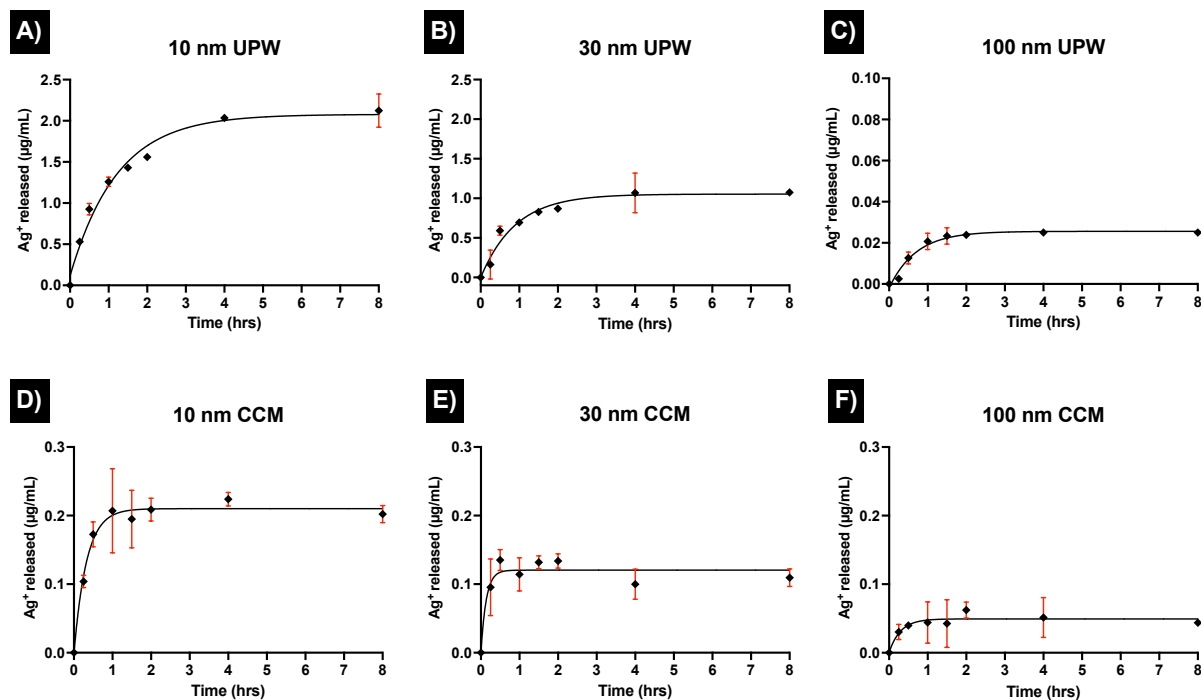 A)
10 nm UPW
Ag⁺ released (µg/mL)
2.5
2.0
1.5
1.0
0.5
0.0
0 1 2 3 4 5 6 7 8
Time (hrs)
B)
30 nm UPW
Ag⁺ released (µg/mL)
2.5
2.0
1.5
1.0
0.5
0.0
0 1 2 3 4 5 6 7 8
Time (hrs)
C)
100 nm UPW
Ag⁺ released (µg/mL)
0.10
0.08
0.06
0.04
0.02
0.00
0 1 2 3 4 5 6 7 8
Time (hrs)
D)
10 nm CCM
Ag⁺ released (µg/mL)
0.3
0.2
0.1
0.0
0 1 2 3 4 5 6 7 8
Time (hrs)
E)
30 nm CCM
Ag⁺ released (µg/mL)
0.3
0.2
0.1
0.0
0 1 2 3 4 5 6 7 8
Time (hrs)
F)
100 nm CCM
Ag⁺ released (µg/mL)
0.3
0.2
0.1
0.0
0 1 2 3 4 5 6 7 8
Time (hrs)